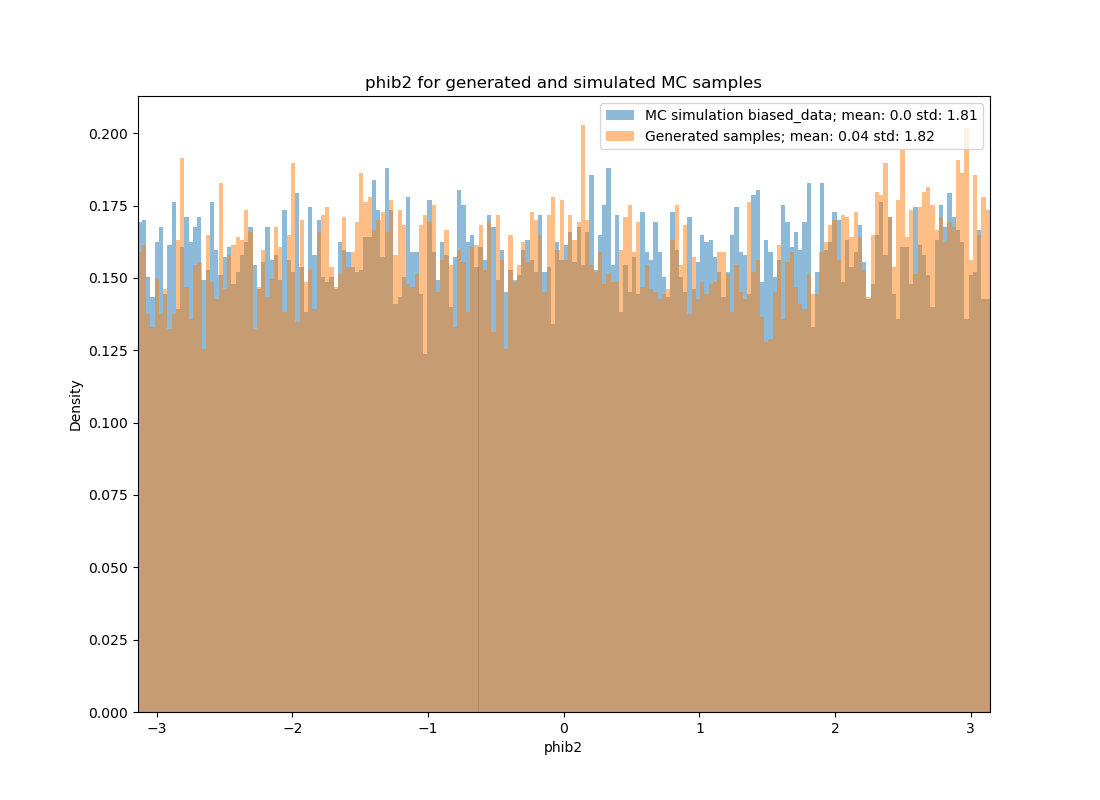 phib2 for generated and simulated MC samples
MC simulation biased_data; mean: 0.0 std: 1.81
Generated samples; mean: 0.04 std: 1.82
0.200
0.175
0.150
0.125
0.100
0.075
0.050
0.025
0.000
Density
−3 −2 −1 0 1 2 3
phib2